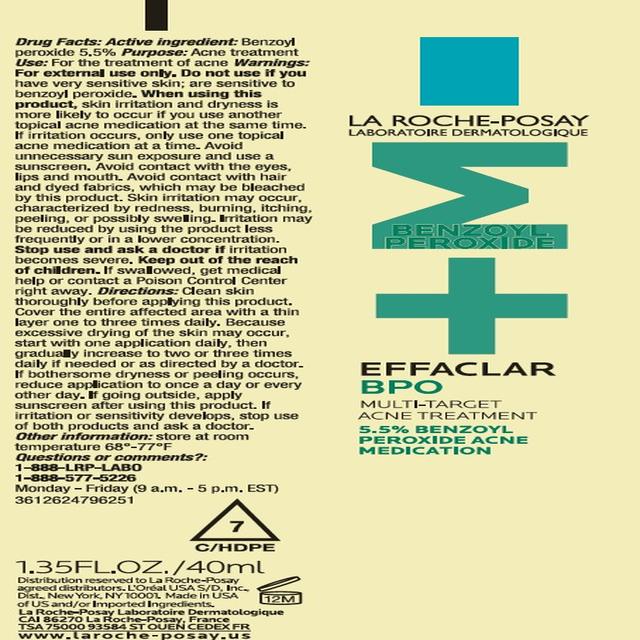 Drug Facts: Active ingredient: Benzoyl
peroxide 5.5% Purpose: Acne treatment
Use: For the treatment of acne Warnings:
For external use only. Do not use if you
have very sensitive skin; are sensitive to
benzoyl peroxide. When using this
product, skin irritation and dryness is
more likely to occur if you use another
topical acne medication at the same time.
If irritation occurs, only use one topical
acne medication at a time. Avoid
unnecessary sun exposure and use a
sunscreen. Avoid contact with the eyes,
lips and mouth. Avoid contact with hair
and dyed fabrics, which may be bleached
by this product. Skin irritation may occur,
characterized by redness, burning, itching,
peeling, or possibly swelling. Irritation may
be reduced by using the product less
frequently or in a lower concentration.
Stop use and ask a doctor if irritation
becomes severe. Keep out of the reach
of children. If swallowed, get medical
help or contact a Poison Control Center
right away. Directions: Clean skin
thoroughly before applying this product.
Cover the entire affected area with a thin
layer one to three times daily. Because
excessive drying of the skin may occur,
start with one application daily, then
gradually increase to two or three times
daily if needed or as directed by a doctor.
If bothersome dryness or peeling occurs,
reduce application to once a day or every
other day. If going outside, apply
sunscreen after using this product. If
irritation or sensitivity develops, stop use
of both products and ask a doctor.
Other information: store at room
temperature 68°-77°F
Questions or comments?:
1-888-LRP-LABO
1-888-577-5226
Monday - Friday (9 a.m. - 5 p.m. EST)
3612624796251
7
C/HDPE
1.35FL.OZ./40ml
Distribution reserved to La Roche-Posay
agreed distributors. L'Oréal USA S/D, Inc.,
Dist., New York, NY 10001. Made in USA
of US and/or Imported Ingredients.
12M
La Roche-Posay Laboratoire Dermatologique
CAI 86270 La Roche-Posay, France
TSA 75000 93584 ST OUEN CEDEX FR
www.laroche-posay.us
LA ROCHE-POSAY
LABORATOIRE DERMATOLOGIQUE
BENZOYL
PEROXIDE
EFFACLAR
BPO
MULTI-TARGET
ACNE TREATMENT
5.5% BENZOYL
PEROXIDE ACNE
MEDICATION